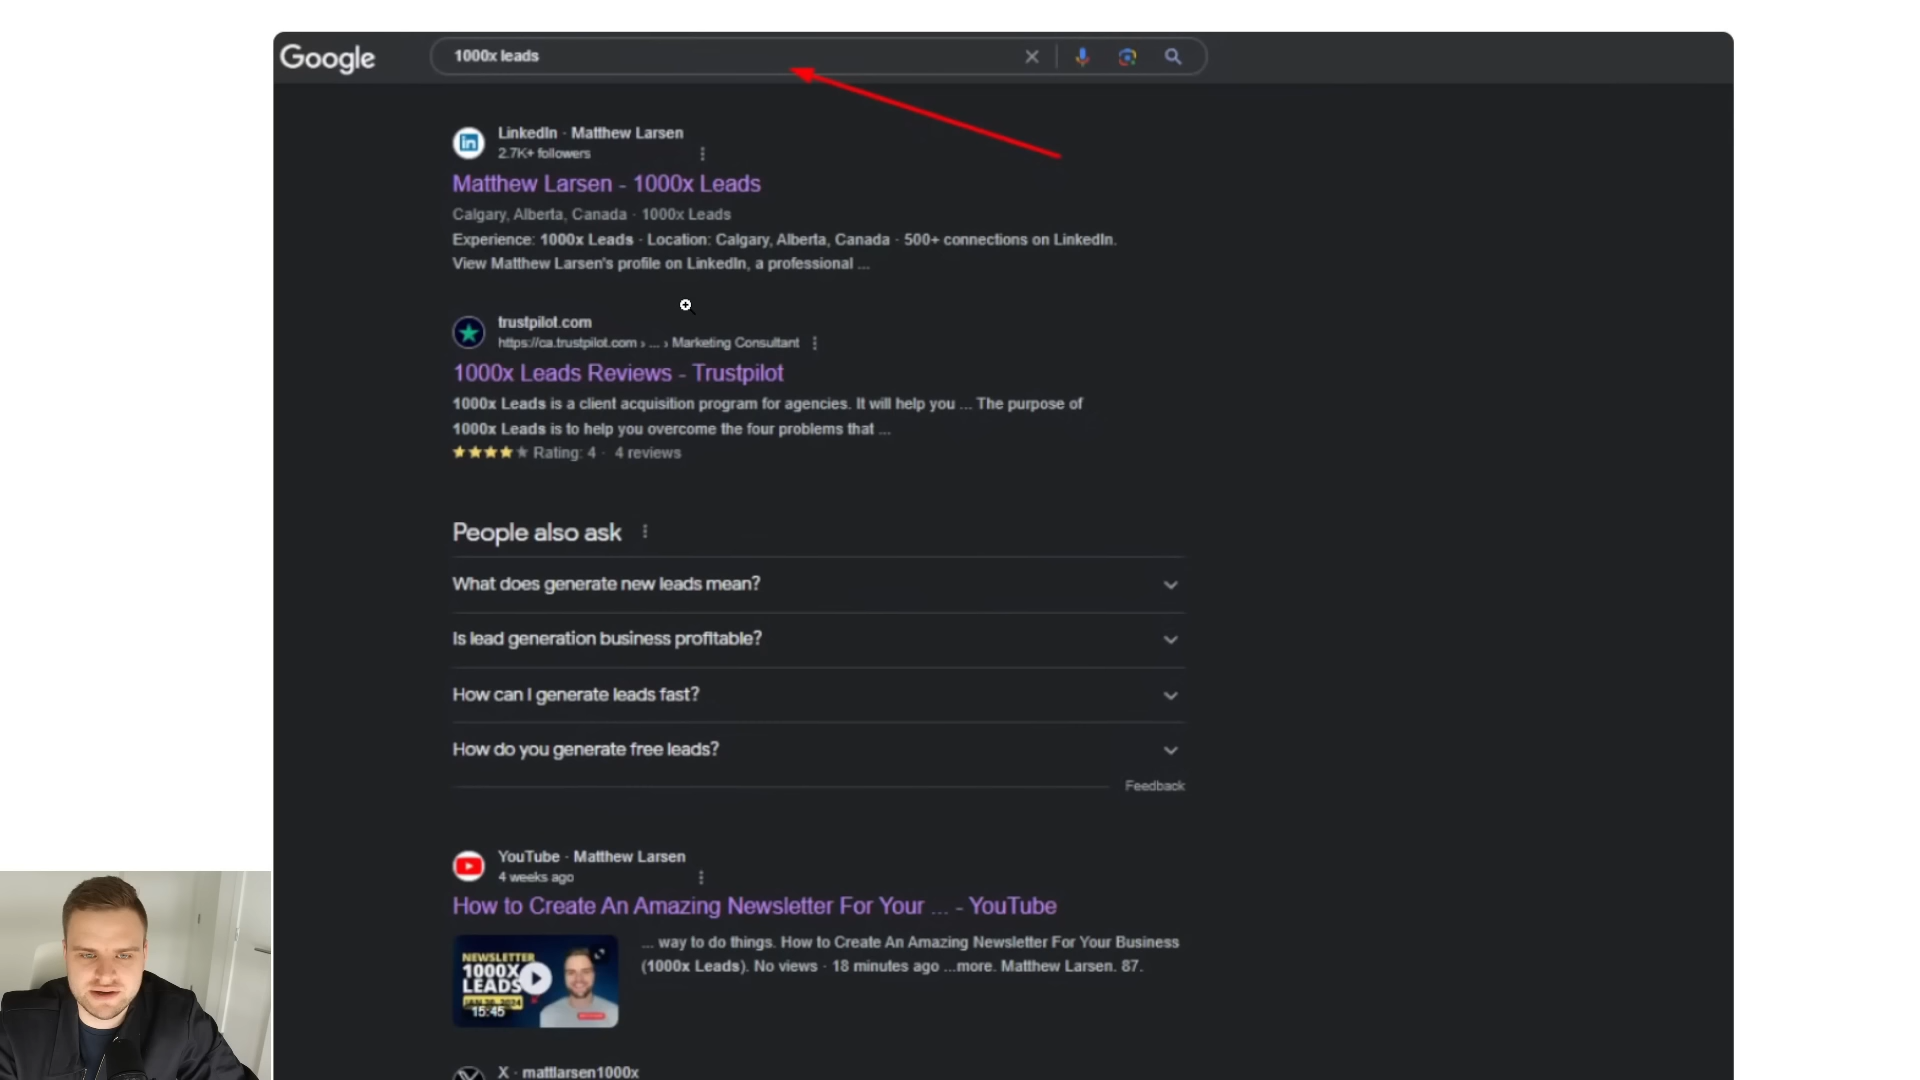 Google
1000x leads
LinkedIn · Matthew Larsen
2.7K+ followers
Matthew Larsen - 1000x Leads
Calgary, Alberta, Canada · 1000x Leads
Experience: 1000x Leads · Location: Calgary, Alberta, Canada · 500+ connections on LinkedIn.
View Matthew Larsen's profile on LinkedIn, a professional ...
trustpilot.com
https://ca.trustpilot.com › ... › Marketing Consultant
1000x Leads Reviews - Trustpilot
1000x Leads is a client acquisition program for agencies. It will help you ... The purpose of
1000x Leads is to help you overcome the four problems that ...
Rating: 4 · 4 reviews
People also ask
What does generate new leads mean?
Is lead generation business profitable?
How can I generate leads fast?
How do you generate free leads?
Feedback
YouTube · Matthew Larsen
4 weeks ago
How to Create An Amazing Newsletter For Your ... - YouTube
... way to do things. How to Create An Amazing Newsletter For Your Business
(1000x Leads). No views · 18 minutes ago ...more. Matthew Larsen. 87.
NEWSLETTER
1000X
LEADS
JAN 20, 2024
15:45
X · mattlarsen1000x